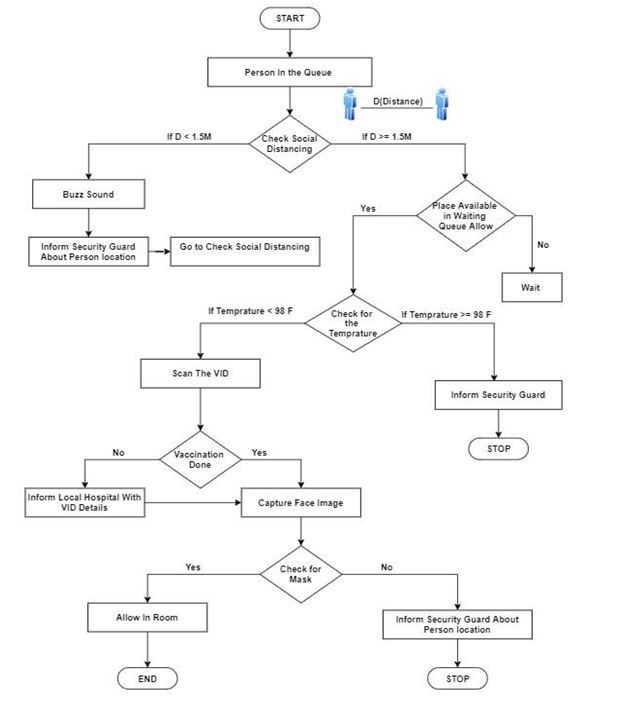 START
Person In the Queue
D(Distance)
If D < 1.5M
Check Social
Distancing
If D >= 1.5M
Buzz Sound
Place Available
in Waiting
Queue Allow
Yes
No
Inform Security Guard
About Person location
Go to Check Social Distancing
Wait
If Temprature < 98 F
Check for
the
Temprature
If Temprature >= 98 F
Scan The VID
Inform Security Guard
STOP
No
Vaccination
Done
Yes
Inform Local Hospital With
VID Details
Capture Face Image
Yes
Check for
Mask
No
Allow In Room
Inform Security Guard About
Person location
END
STOP